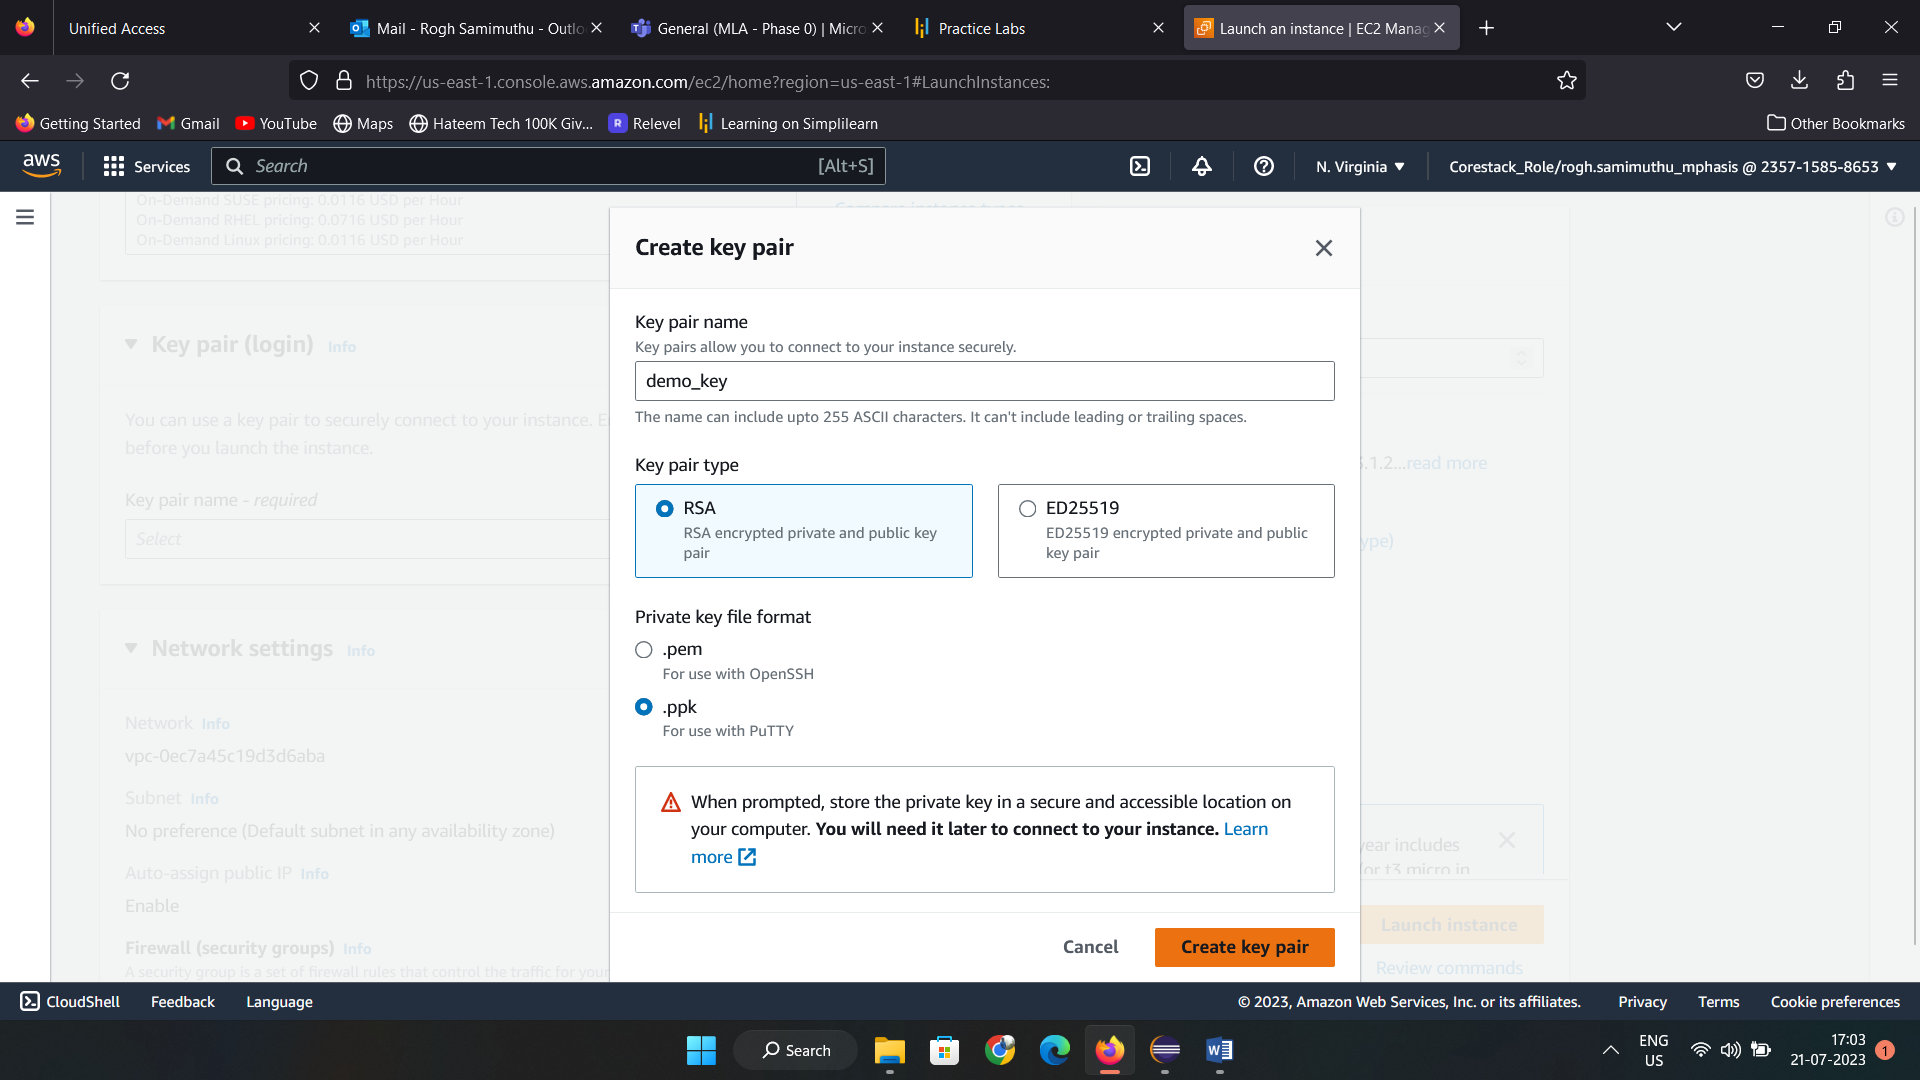 Unified Access
Mail - Rogh Samimuthu - Outlo
General (MLA - Phase 0) | Micro
Practice Labs
Launch an instance | EC2 Manag
https://us-east-1.console.aws.amazon.com/ec2/home?region=us-east-1#LaunchInstances:
Getting Started
Gmail
YouTube
Maps
Hateem Tech 100K Giv...
R
Relevel
Learning on Simplilearn
Other Bookmarks
aws
Services
Search
[Alt+S]
N. Virginia
Corestack_Role/rogh.samimuthu_mphasis @ 2357-1585-8653
On-Demand SUSE pricing: 0.0116 USD per Hour
On-Demand RHEL pricing: 0.0716 USD per Hour
On-Demand Linux pricing: 0.0116 USD per Hour
Compare instance types
Key pair (login) Info
You can use a key pair to securely connect to your instance. E
before you launch the instance.
Key pair name - required
Select
Network settings Info
Network Info
vpc-0ec7a45c19d3d6aba
Subnet Info
No preference (Default subnet in any availability zone)
Auto-assign public IP Info
Enable
Firewall (security groups) Info
A security group is a set of firewall rules that control the traffic for your
Create key pair
Key pair name
Key pairs allow you to connect to your instance securely.
demo_key
The name can include upto 255 ASCII characters. It can't include leading or trailing spaces.
Key pair type
RSA
RSA encrypted private and public key
pair
ED25519
ED25519 encrypted private and public
key pair
Private key file format
.pem
For use with OpenSSH
.ppk
For use with PuTTY
When prompted, store the private key in a secure and accessible location on
your computer. You will need it later to connect to your instance. Learn
more
Cancel
Create key pair
.1.2...read more
ype)
year includes
(or t3.micro in
Launch instance
Review commands
CloudShell
Feedback
Language
© 2023, Amazon Web Services, Inc. or its affiliates.
Privacy
Terms
Cookie preferences
Search
W
ENG
US
17:03
21-07-2023
1